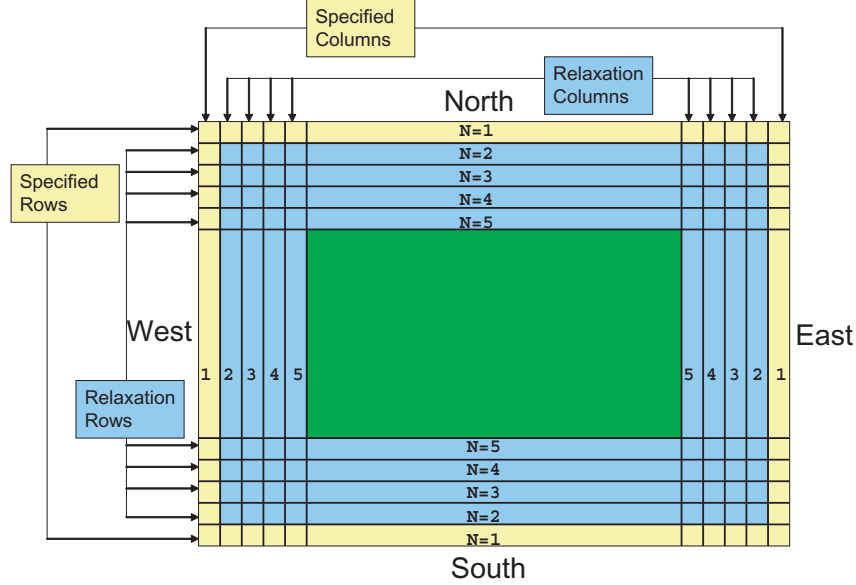 Specified
Columns
Relaxation
Columns
North
N=1
N=2
N=3
N=4
N=5
Specified
Rows
West
East
1 2 3 4 5 5 4 3 2 1
Relaxation
Rows
N=5
N=4
N=3
N=2
N=1
South